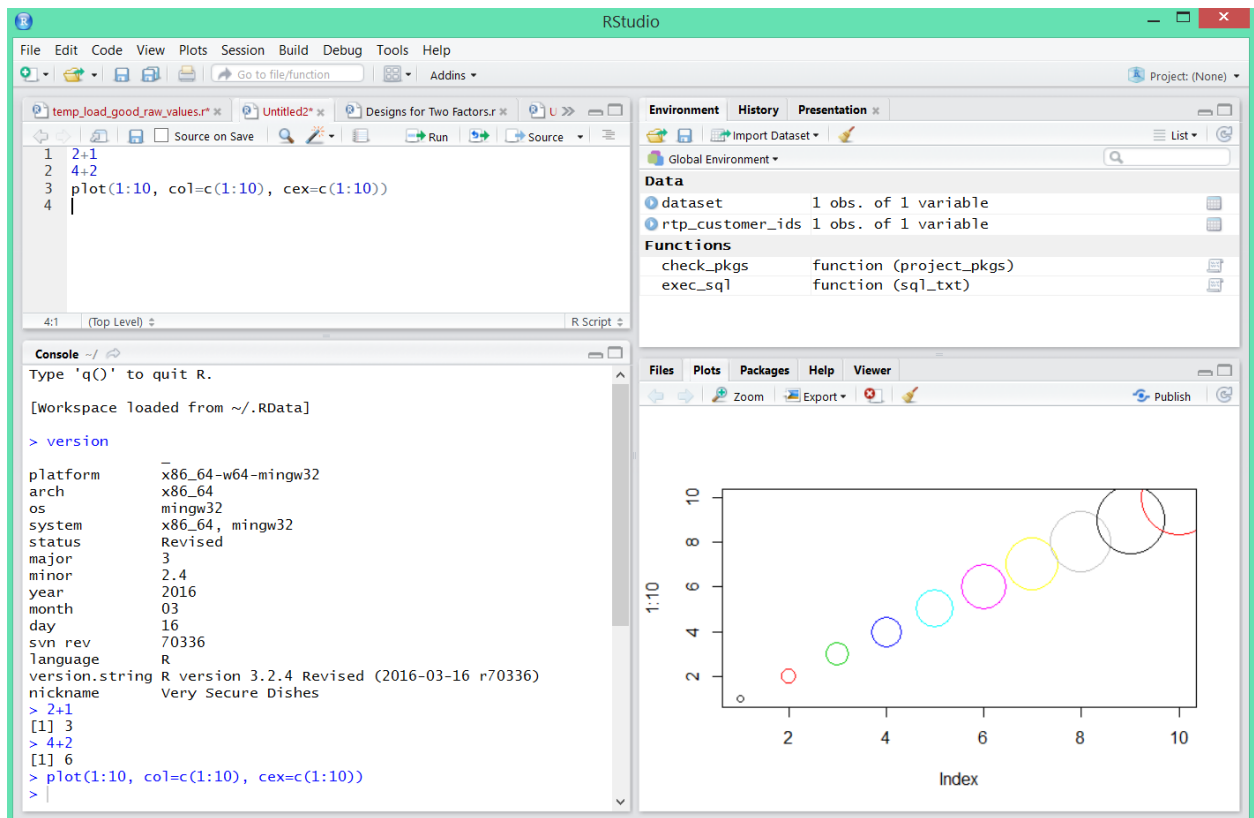 RStudio
File Edit Code View Plots Session Build Debug Tools Help
Go to file/function Addins Project: (None)
temp_load_good_raw_values.r* Untitled2* Designs for Two Factors.r U
Source on Save Run Source
1 2+1
2 4+2
3 plot(1:10, col=c(1:10), cex=c(1:10))
4
4:1 (Top Level) R Script
Console ~/
Type 'q()' to quit R.
[Workspace loaded from ~/.RData]
> version
_
platform x86_64-w64-mingw32
arch x86_64
os mingw32
system x86_64, mingw32
status Revised
major 3
minor 2.4
year 2016
month 03
day 16
svn rev 70336
language R
version.string R version 3.2.4 Revised (2016-03-16 r70336)
nickname Very Secure Dishes
> 2+1
[1] 3
> 4+2
[1] 6
> plot(1:10, col=c(1:10), cex=c(1:10))
>
Environment History Presentation
Import Dataset List
Global Environment
Data
dataset 1 obs. of 1 variable
rtp_customer_ids 1 obs. of 1 variable
Functions
check_pkgs function (project_pkgs)
exec_sql function (sql_txt)
Files Plots Packages Help Viewer
Zoom Export Publish
10
8
6
4
2
1:10
2 4 6 8 10
Index